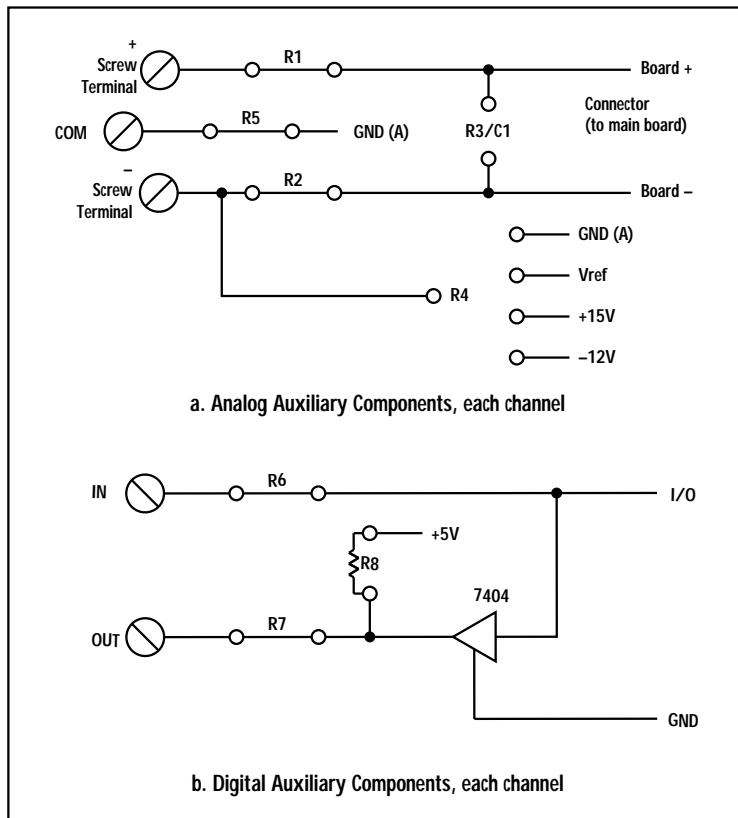 +
Screw
Terminal
R1
Board +
COM
R5
GND (A)
R3/C1
Connector
(to main board)
–
Screw
Terminal
R2
Board –
GND (A)
R4
Vref
+15V
–12V
a. Analog Auxiliary Components, each channel
IN
R6
I/O
+5V
R8
7404
OUT
R7
GND
b. Digital Auxiliary Components, each channel